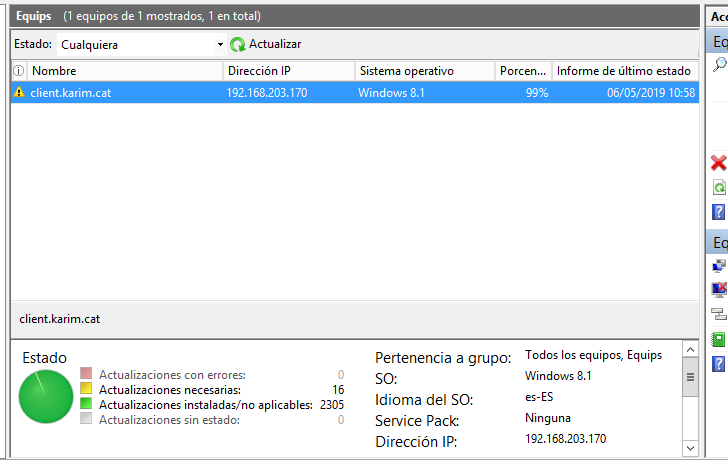 Equips (1 equipos de 1 mostrados, 1 en total)
Estado: Cualquiera Actualizar
Nombre Dirección IP Sistema operativo Porcen... Informe de último estado
client.karim.cat 192.168.203.170 Windows 8.1 99% 06/05/2019 10:58
client.karim.cat
Estado
Actualizaciones con errores: 0
Actualizaciones necesarias: 16
Actualizaciones instaladas/no aplicables: 2305
Actualizaciones sin estado: 0
Pertenencia a grupo: Todos los equipos, Equips
SO: Windows 8.1
Idioma del SO: es-ES
Service Pack: Ninguna
Dirección IP: 192.168.203.170
Acc
Eq
Eq